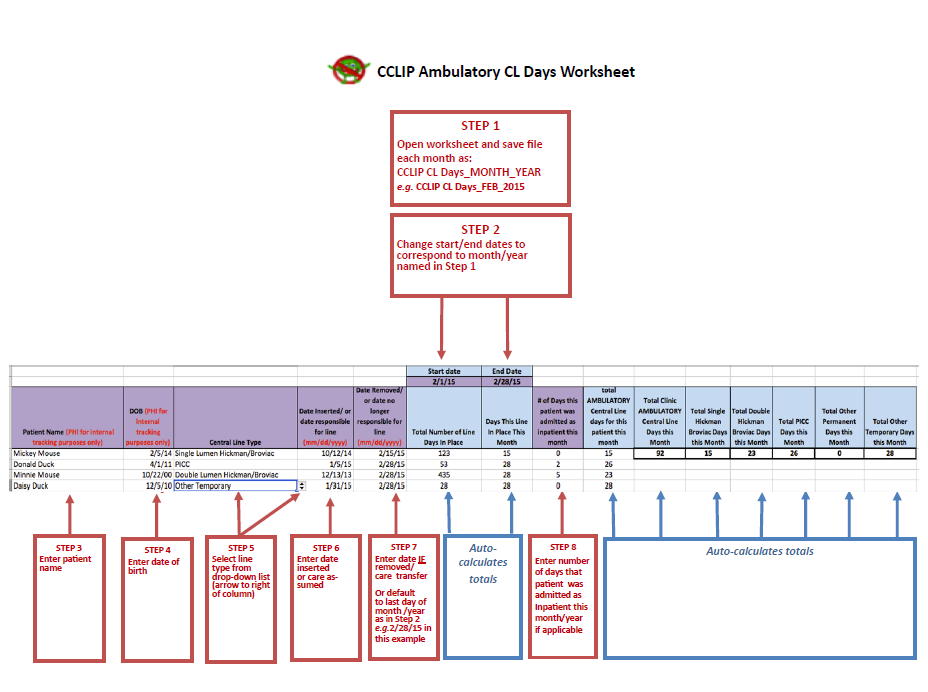 CCLIP Ambulatory CL Days Worksheet
STEP 1
Open worksheet and save file
each month as:
CCLIP CL Days_MONTH_YEAR
e.g. CCLIP CL Days_FEB_2015
STEP 2
Change start/end dates to
correspond to month/year
named in Step 1
Start date End Date
2/1/15 2/28/15
Patient Name (PHI for internal
tracking purposes only)
DOB (PHI for
internal
tracking
purposes only)
Central Line Type
Date Inserted/ or
date responsible
for line
(mm/dd/yyyy)
Date Removed/
or date no
longer
responsible for
line
(mm/dd/yyyy)
Total Number of Line
Days In Place
Days This Line
In Place This
Month
# of Days this
patient was
admitted as
inpatient this
month
total
AMBULATORY
Central Line
days for this
patient this
month
Total Clinic
AMBULATORY
Central Line
Days this
Month
Total Single
Hickman
Broviac Days
this Month
Total Double
Hickman
Broviac Days
this Month
Total PICC
Days this
Month
Total Other
Permanent
Days this
Month
Total Other
Temporary Days
this Month
Mickey Mouse 2/5/14 Single Lumen Hickman/Broviac 10/12/14 2/15/15 123 15 0 15 92 15 23 26 0 28
Donald Duck 4/1/11 PICC 1/5/15 2/28/15 53 28 2 26
Minnie Mouse 10/22/00 Double Lumen Hickman/Broviac 12/13/13 2/28/15 435 28 5 23
Daisy Duck 12/5/10 Other Temporary 1/31/15 2/28/15 28 28 0 28
STEP 3
Enter patient
name
STEP 4
Enter date of
birth
STEP 5
Select line
type from
drop-down list
(arrow to right
of column)
STEP 6
Enter date
inserted
or care as-
sumed
STEP 7
Enter date IF
removed/
care transfer
Or default
to last day of
month /year
as in Step 2
e.g.2/28/15 in
this example
Auto-
calculates
totals
STEP 8
Enter number
of days that
patient was
admitted as
Inpatient this
month/year
if applicable
Auto-calculates totals